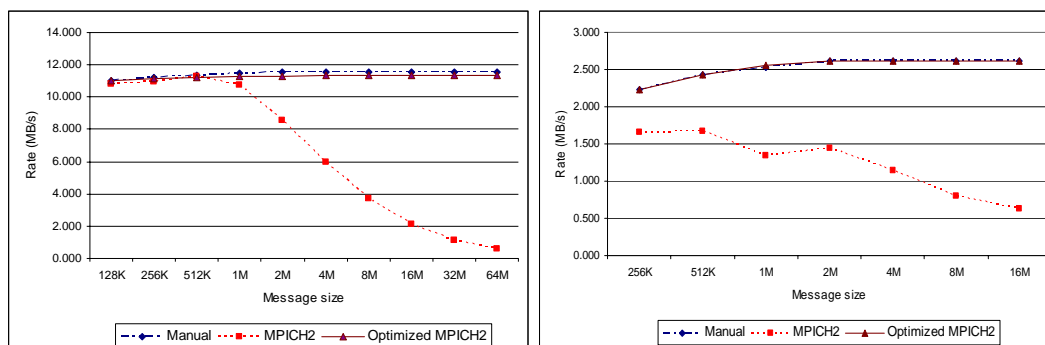 14.000
12.000
10.000
8.000
6.000
4.000
2.000
0.000
Rate (MB/s)
128K 256K 512K 1M 2M 4M 8M 16M 32M 64M
Message size
Manual MPICH2 Optimized MPICH2
3.000
2.500
2.000
1.500
1.000
0.500
0.000
Rate (MB/s)
256K 512K 1M 2M 4M 8M 16M
Message size
Manual MPICH2 Optimized MPICH2